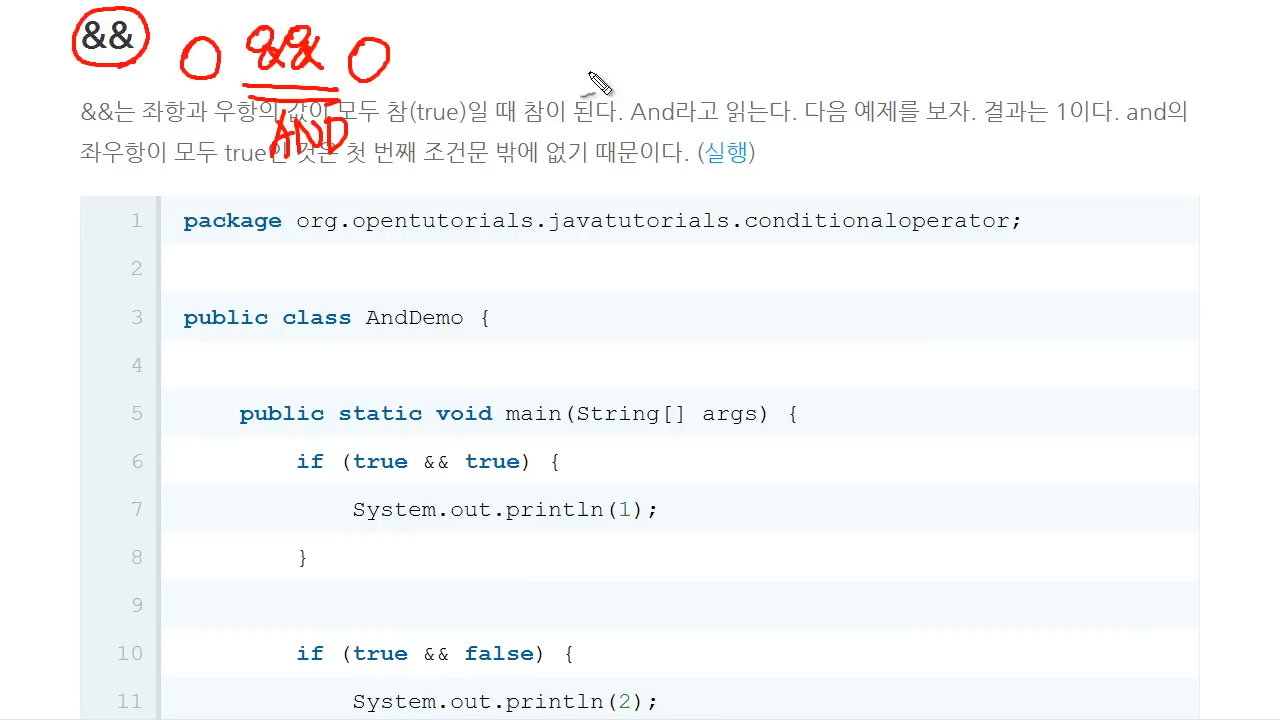 && &&
&&는 좌항과 우항의 값이 모두 참(true)일 때 참이 된다. And라고 읽는다. 다음 예제를 보자. 결과는 1이다. and의
AND
좌우항이 모두 true인 것은 첫 번째 조건문 밖에 없기 때문이다. (실행)
1 package org.opentutorials.javatutorials.conditionaloperator;
2
3 public class AndDemo {
4
5 public static void main(String[] args) {
6 if (true && true) {
7 System.out.println(1);
8 }
9
10 if (true && false) {
11 System.out.println(2);